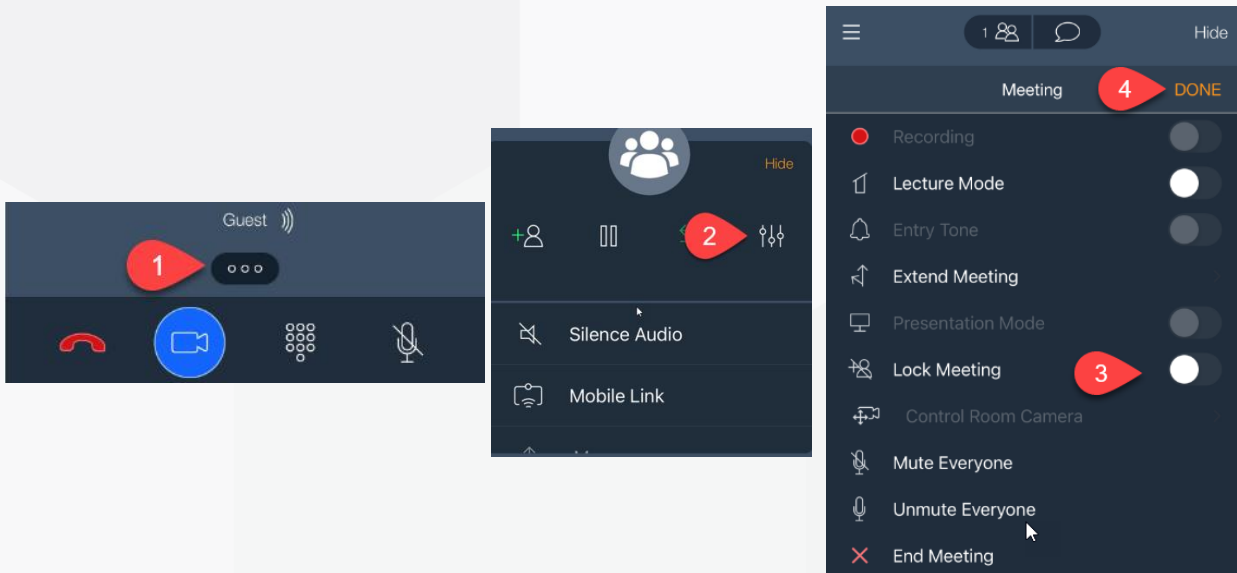 Guest
1
Hide
2
Silence Audio
Mobile Link
1
Hide
Meeting
4
DONE
Recording
Lecture Mode
Entry Tone
Extend Meeting
Presentation Mode
Lock Meeting
3
Control Room Camera
Mute Everyone
Unmute Everyone
End Meeting